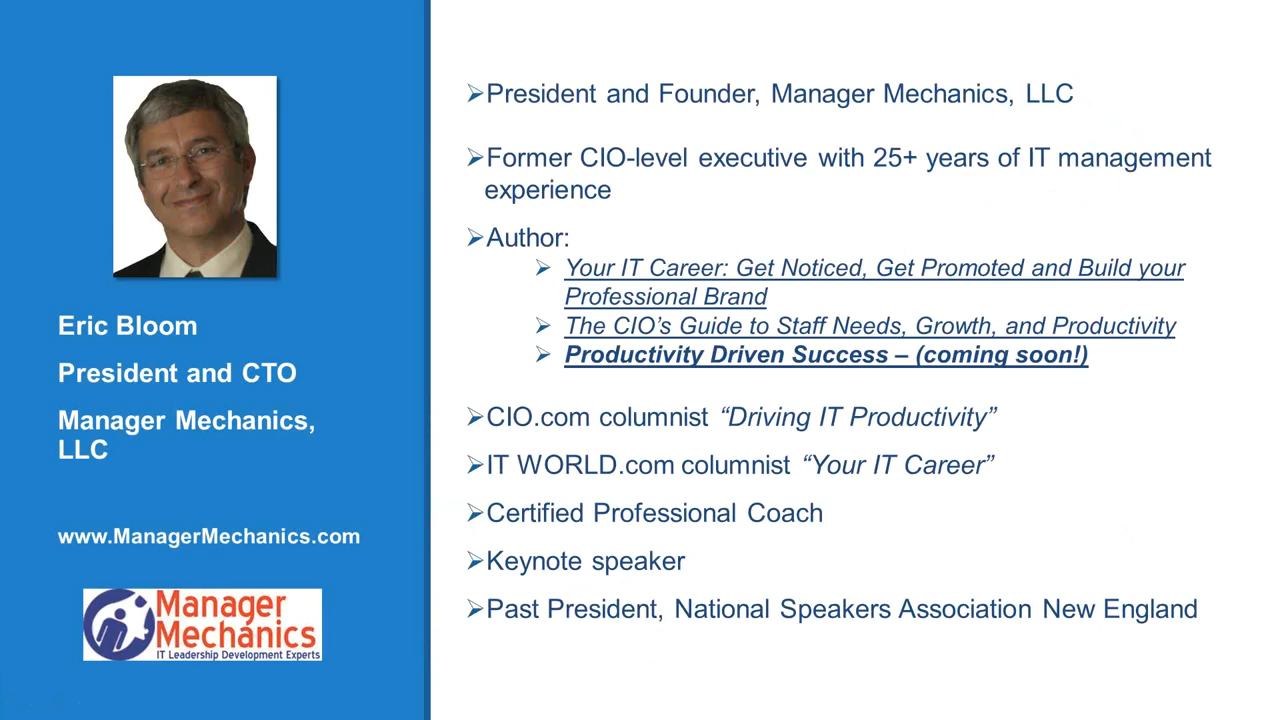 Eric Bloom
President and CTO
Manager Mechanics,
LLC
www.ManagerMechanics.com
Manager
Mechanics
IT Leadership Development Experts
➢President and Founder, Manager Mechanics, LLC
➢Former CIO-level executive with 25+ years of IT management
experience
➢Author:
➢ Your IT Career: Get Noticed, Get Promoted and Build your
Professional Brand
➢ The CIO’s Guide to Staff Needs, Growth, and Productivity
➢ Productivity Driven Success – (coming soon!)
➢CIO.com columnist “Driving IT Productivity”
➢IT WORLD.com columnist “Your IT Career”
➢Certified Professional Coach
➢Keynote speaker
➢Past President, National Speakers Association New England